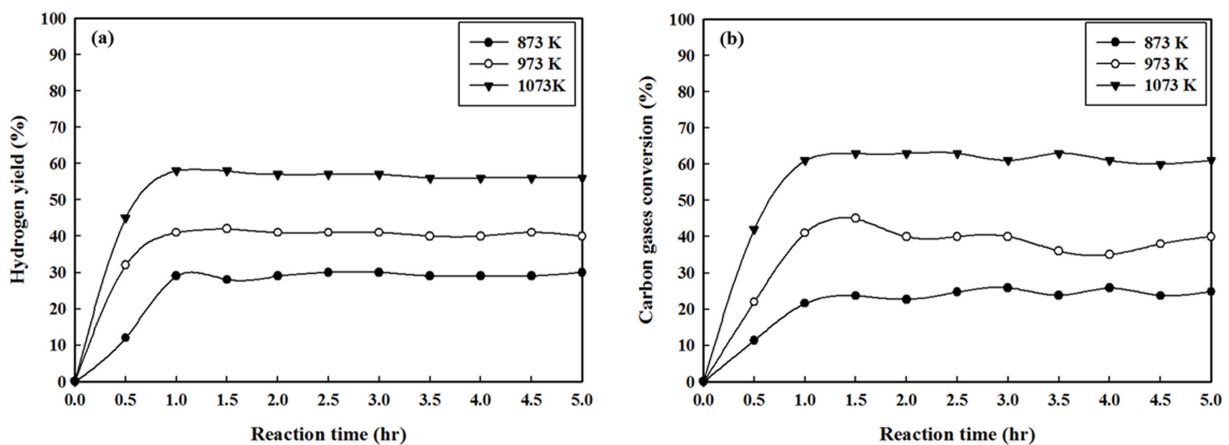 (a)
873 K
973 K
1073K
Hydrogen yield (%)
100
90
80
70
60
50
40
30
20
10
0
0.0 0.5 1.0 1.5 2.0 2.5 3.0 3.5 4.0 4.5 5.0
Reaction time (hr)
(b)
873 K
973 K
1073K
Carbon gases conversion (%)
100
90
80
70
60
50
40
30
20
10
0
0.0 0.5 1.0 1.5 2.0 2.5 3.0 3.5 4.0 4.5 5.0
Reaction time (hr)